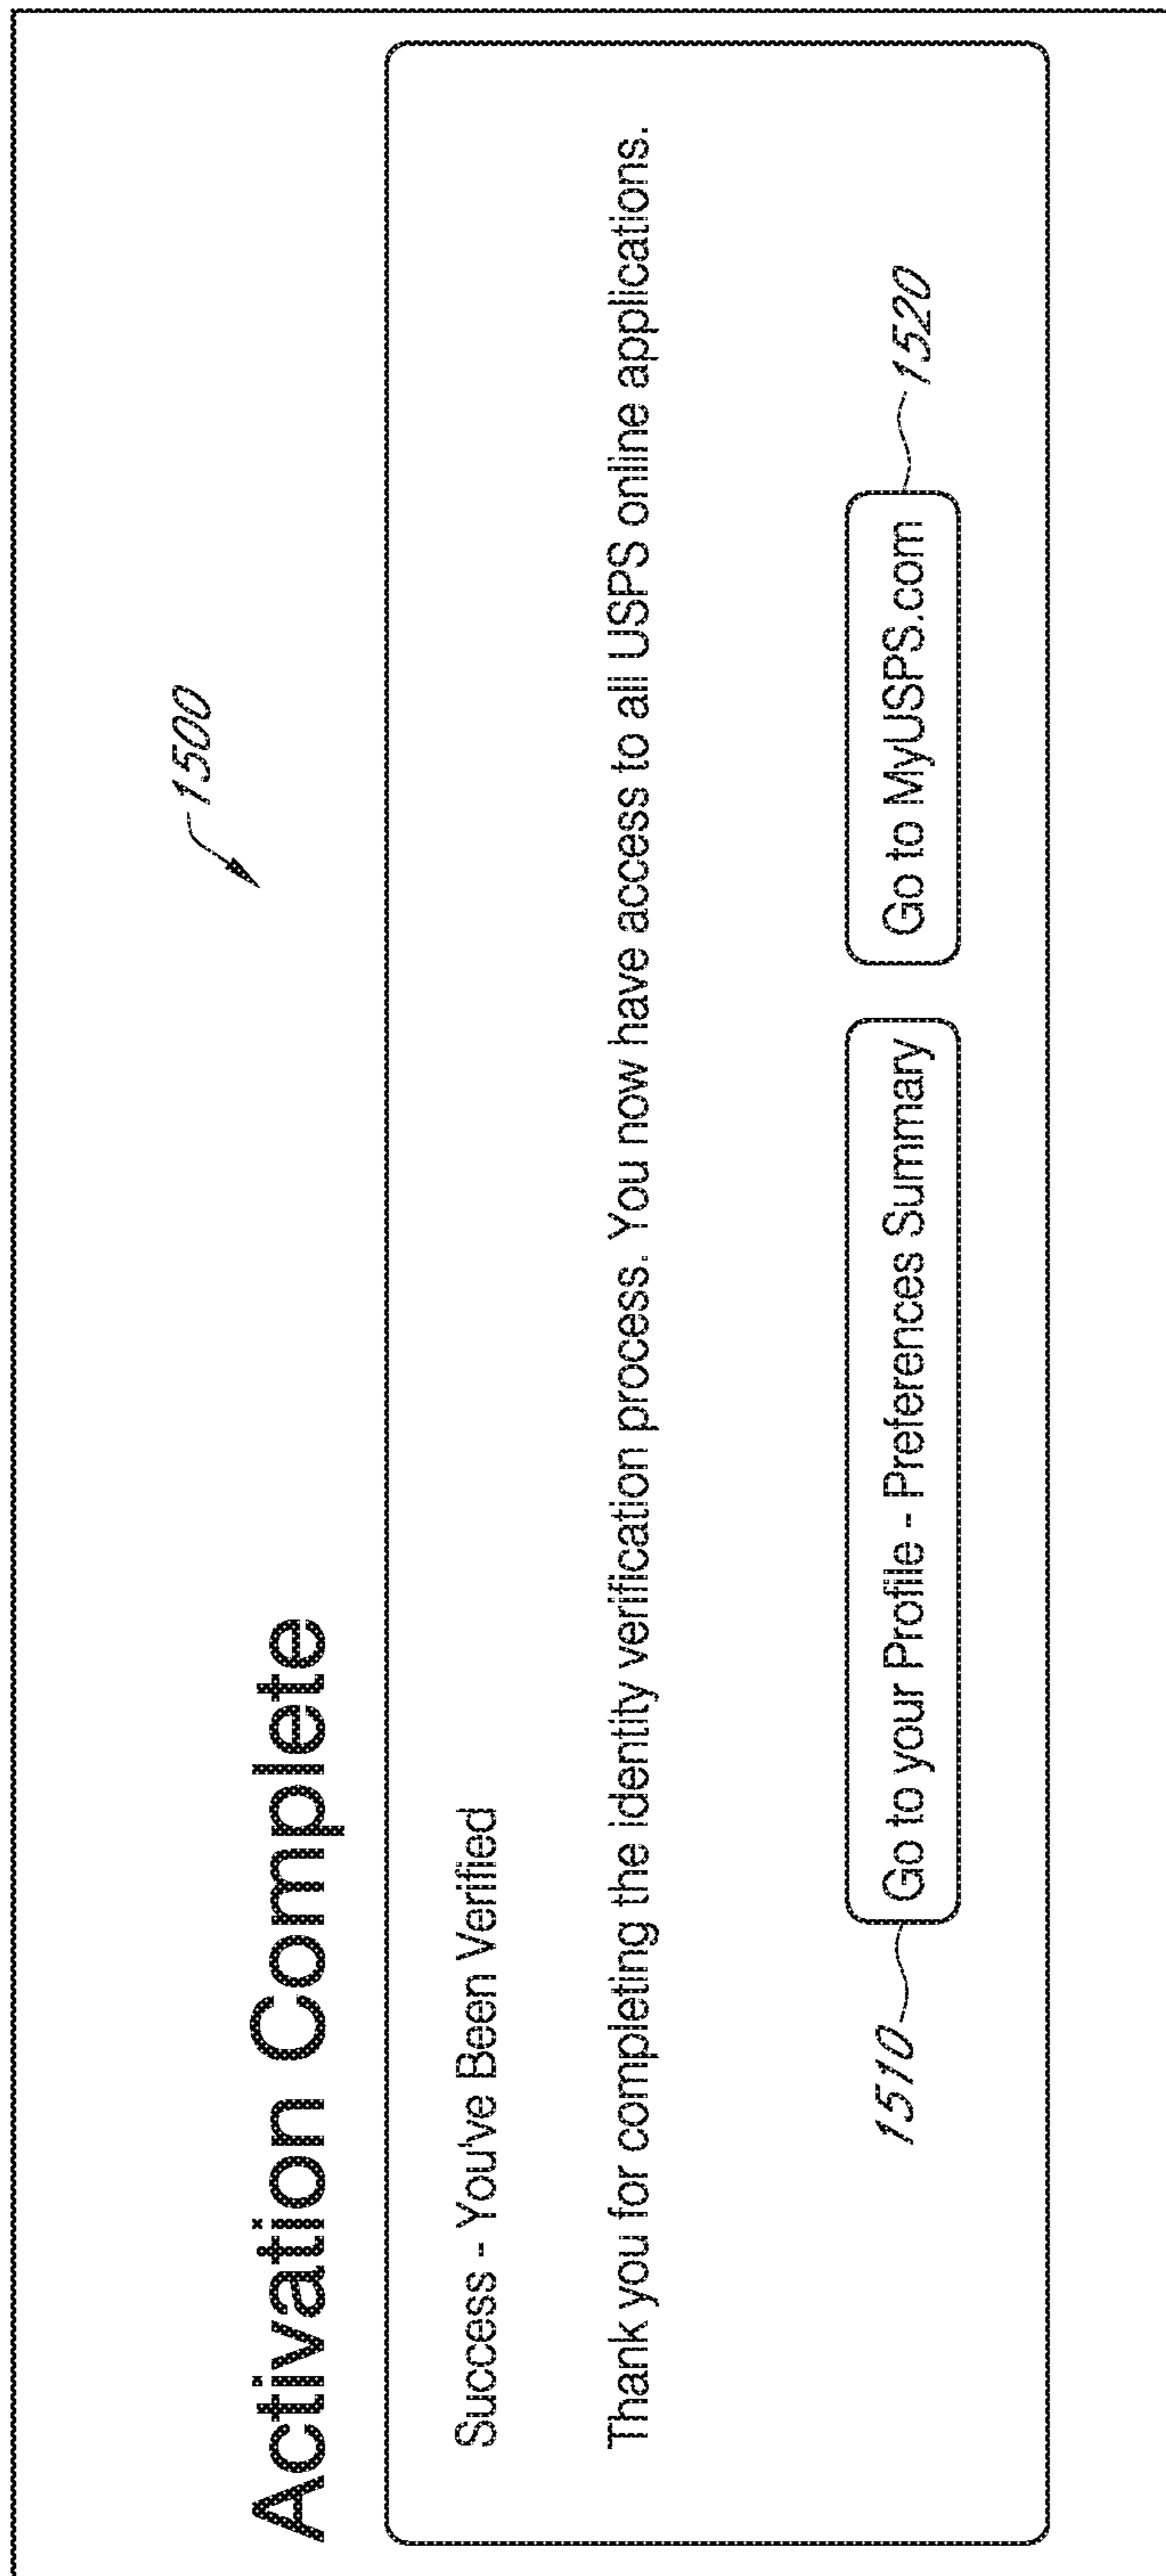 1500
Activation Complete
Success - You've Been Verified
Thank you for completing the identity verification process. You now have access to all USPS online applications.
1510 Go to your Profile - Preferences Summary Go to MyUSPS.com 1520